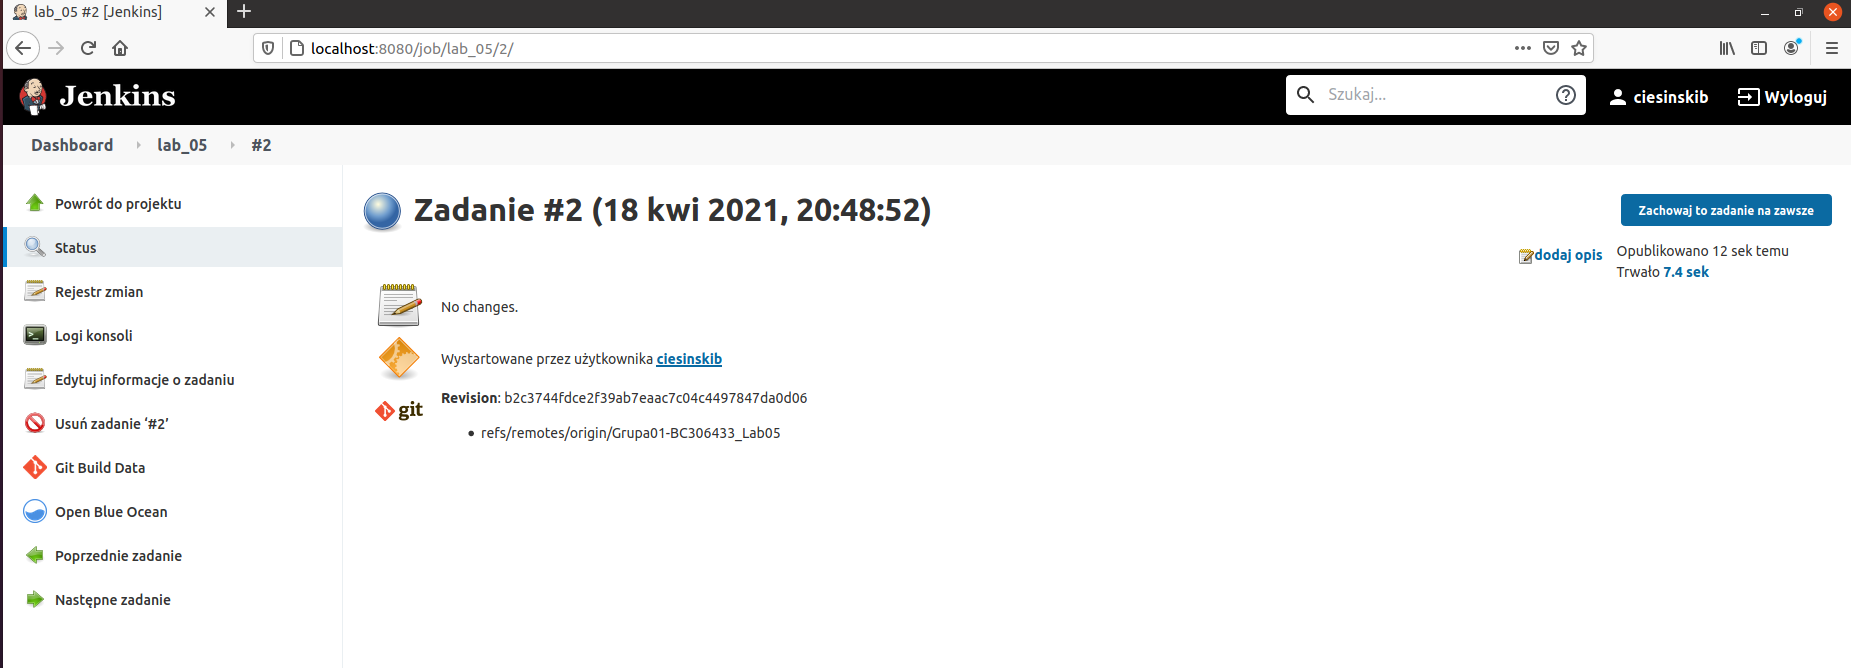 lab_05 #2 [Jenkins]
localhost:8080/job/lab_05/2/
Jenkins
Szukaj...
ciesinskib
Wyloguj
Dashboard
lab_05
#2
Powrót do projektu
Status
Rejestr zmian
Logi konsoli
Edytuj informacje o zadaniu
Usuń zadanie ‘#2’
Git Build Data
Open Blue Ocean
Poprzednie zadanie
Następne zadanie
Zadanie #2 (18 kwi 2021, 20:48:52)
Zachowaj to zadanie na zawsze
dodaj opis
Opublikowano 12 sek temu
Trwało 7.4 sek
No changes.
Wystartowane przez użytkownika ciesinskib
git
Revision: b2c3744fdce2f39ab7eaac7c04c4497847da0d06
• refs/remotes/origin/Grupa01-BC306433_Lab05